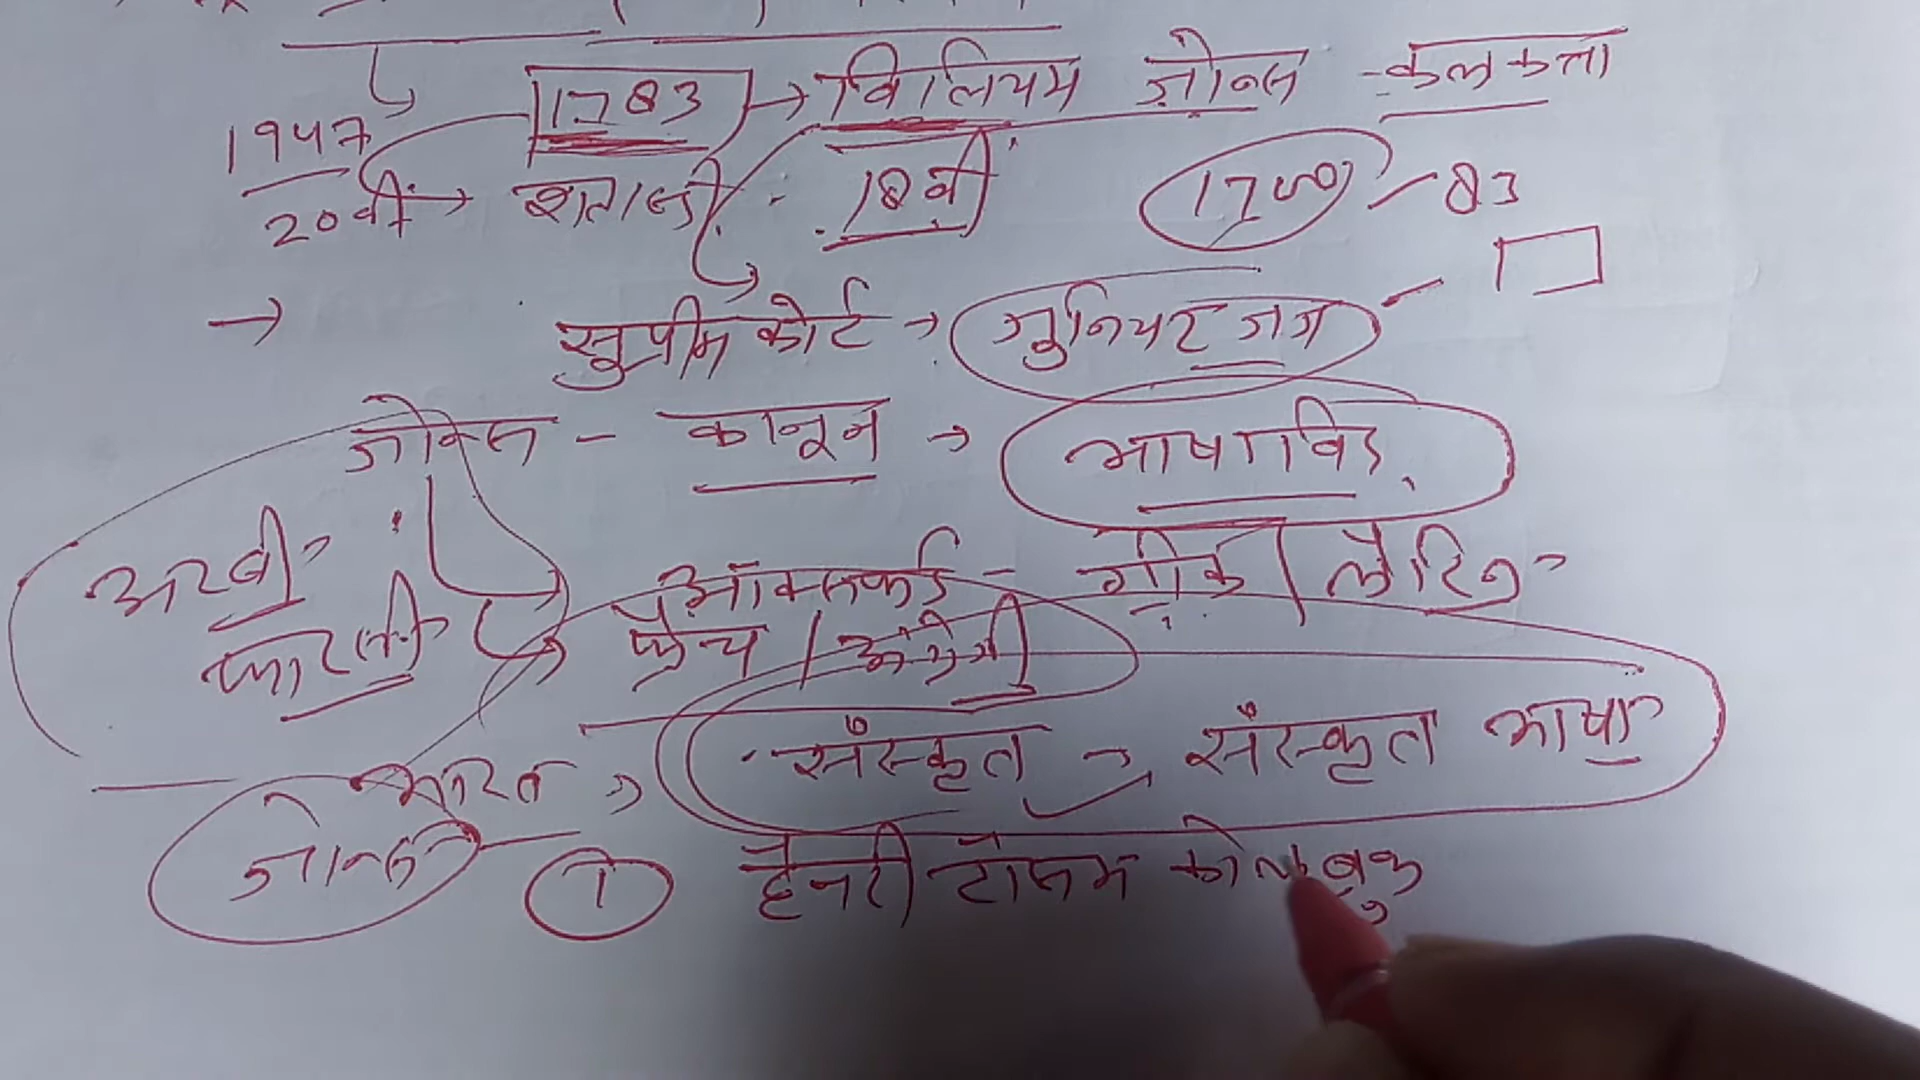 1783 → विलियम जोन्स - कलकत्ता
1947
20वीं → शताब्दी : 18वीं 1700 - 83
→ सुप्रीम कोर्ट → जुनियर जज
जोन्स - कानून → भाषाविद
अरबी ऑक्सफर्ड - ग्रीक / लैटिन
फारसी फ्रेन्च / अंग्रेजी
भारत → संस्कृत → संस्कृत भाषा
जोन्स 1 हेनरी टॉमस कोलब्रुक